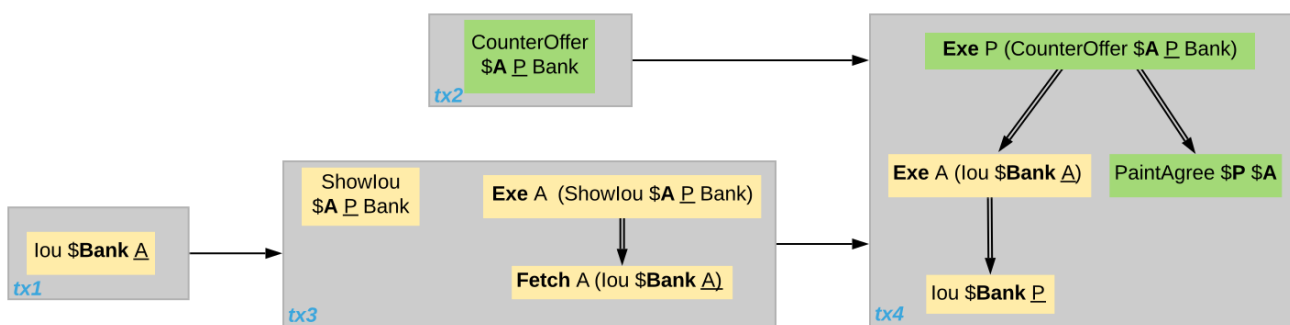 CounterOffer
$A P Bank
tx2
Exe P (CounterOffer $A P Bank)
Exe A (Iou $Bank A)
PaintAgree $P $A
Iou $Bank P
tx4
ShowIou
$A P Bank
Exe A (ShowIou $A P Bank)
Fetch A (Iou $Bank A)
tx3
Iou $Bank A
tx1